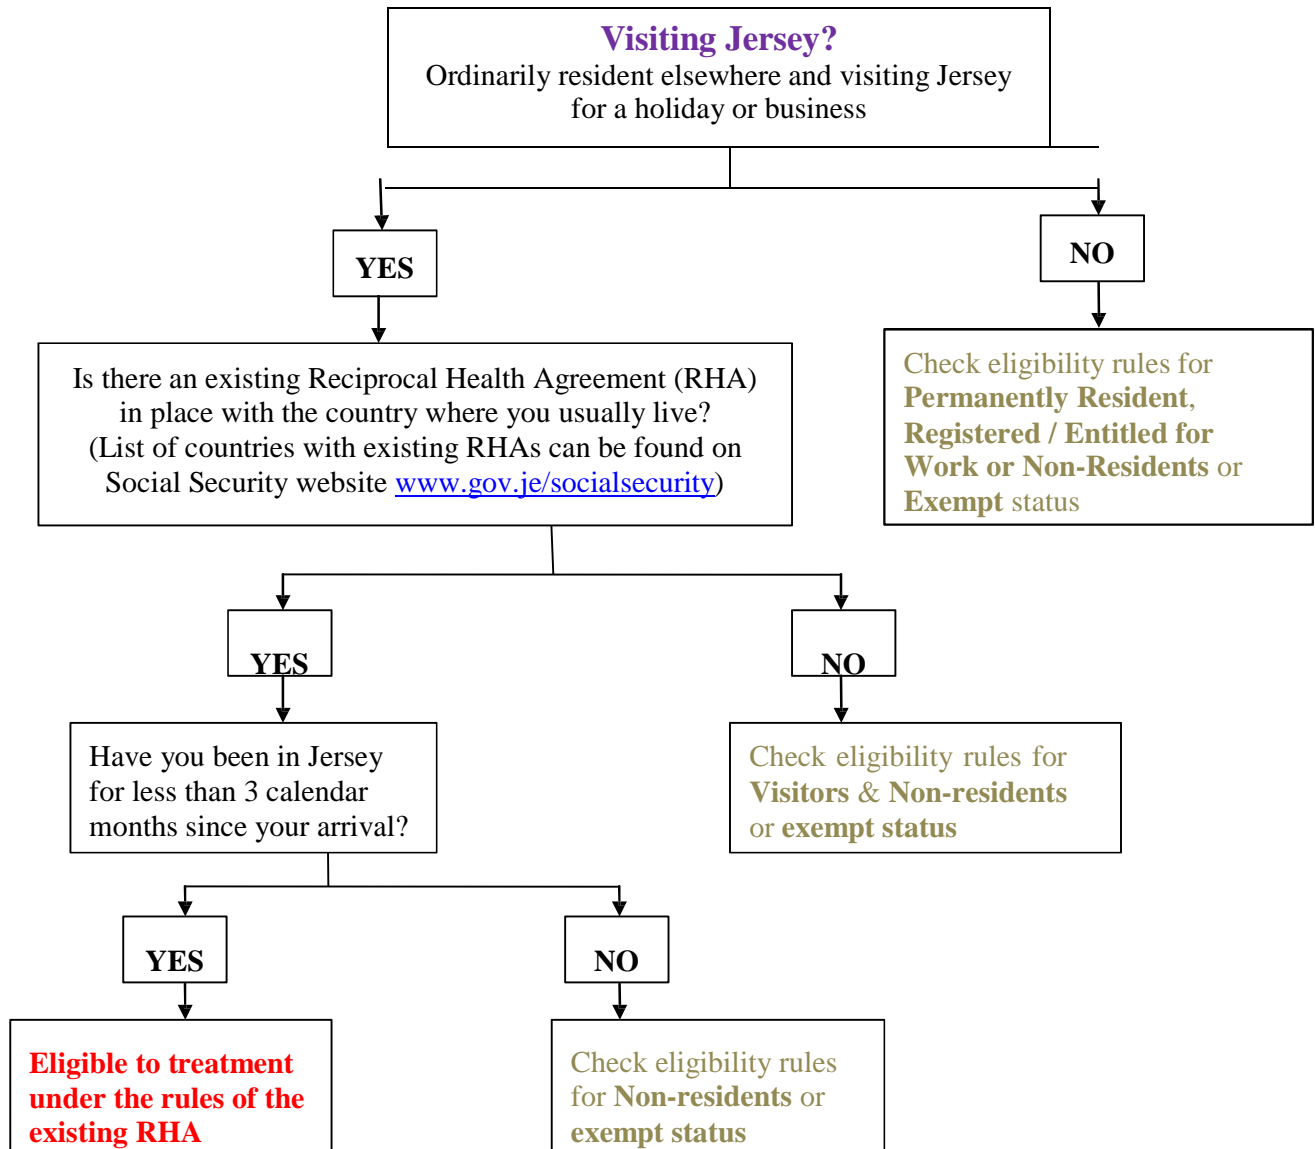 Visiting Jersey?
Ordinarily resident elsewhere and visiting Jersey
for a holiday or business
YES
NO
Is there an existing Reciprocal Health Agreement (RHA)
in place with the country where you usually live?
(List of countries with existing RHAs can be found on
Social Security website www.gov.je/socialsecurity)
Check eligibility rules for
Permanently Resident,
Registered / Entitled for
Work or Non-Residents or
Exempt status
YES
NO
Have you been in Jersey
for less than 3 calendar
months since your arrival?
Check eligibility rules for
Visitors & Non-residents
or exempt status
YES
NO
Eligible to treatment
under the rules of the
existing RHA
Check eligibility rules
for Non-residents or
exempt status